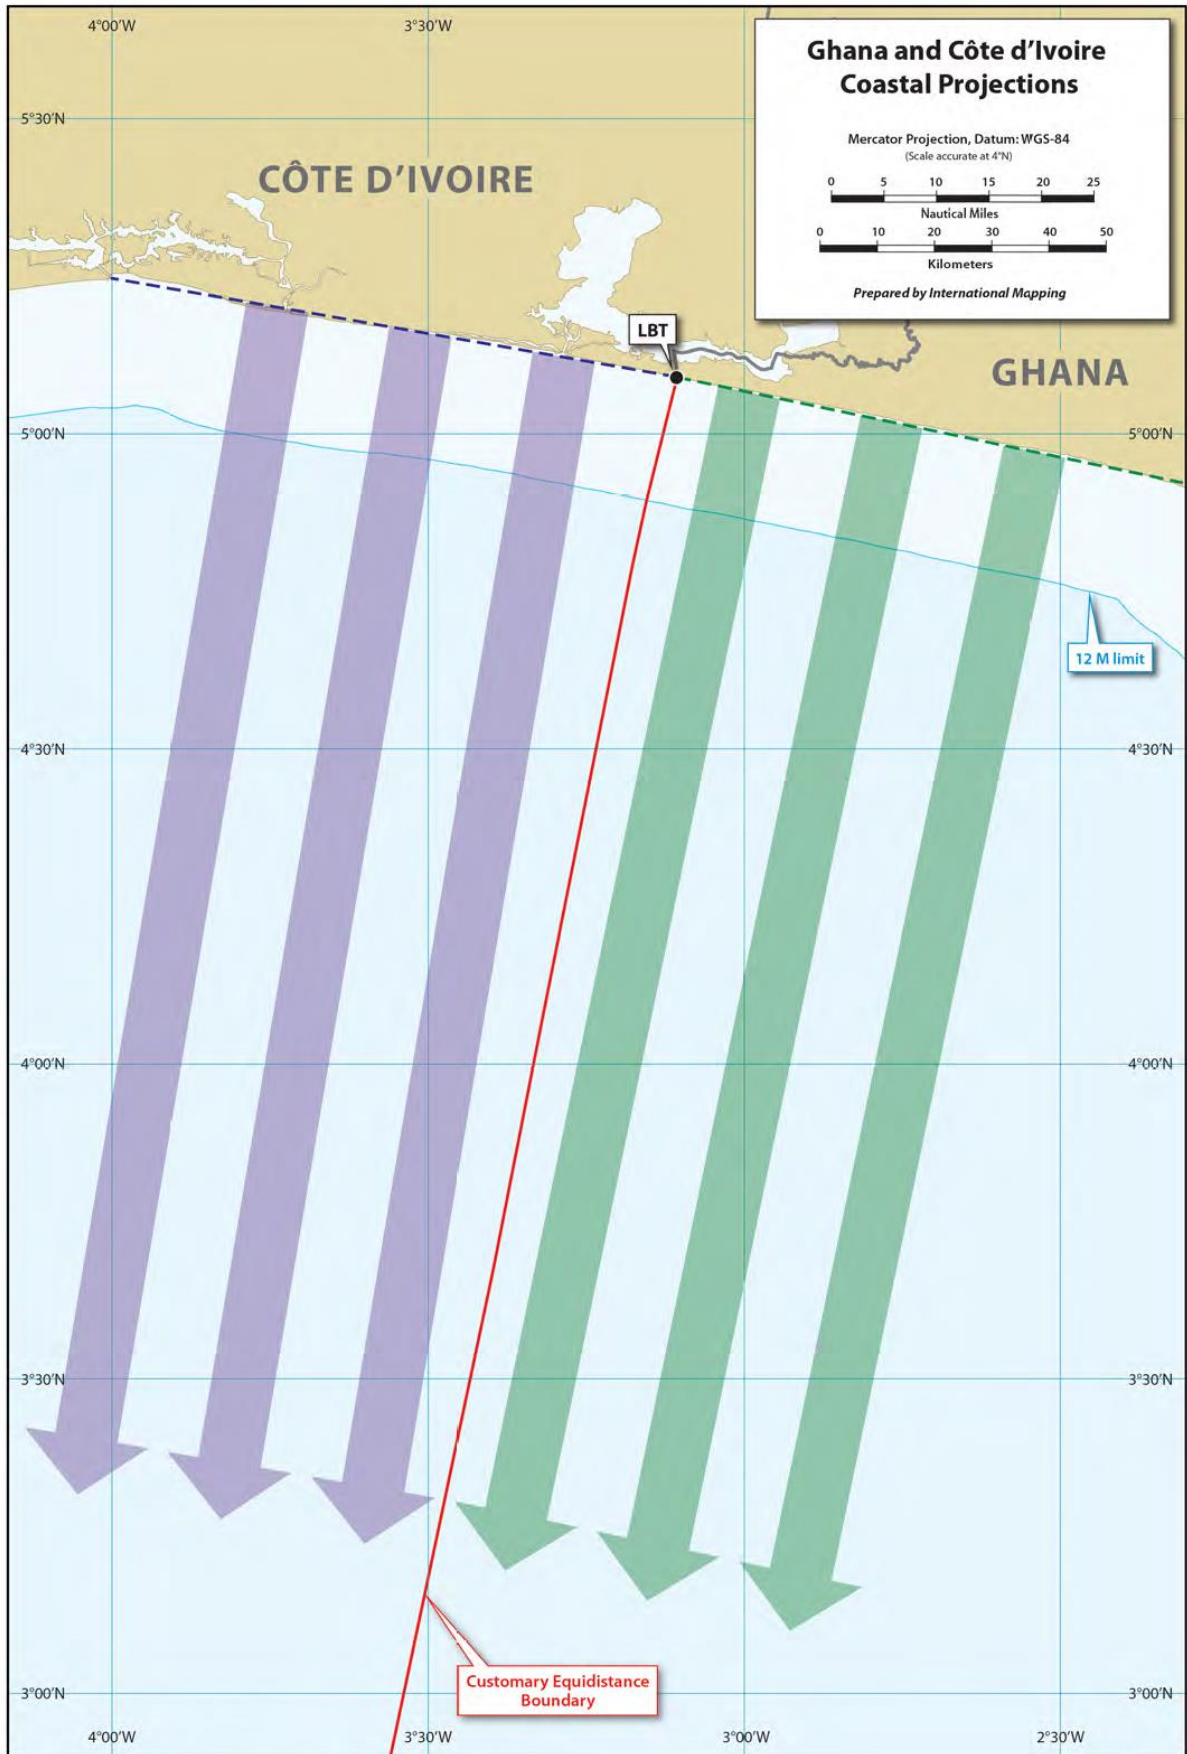 4°00'W
3°30'W
Ghana and Côte d'Ivoire
Coastal Projections
Mercator Projection, Datum: WGS-84
(Scale accurate at 4°N)
0 5 10 15 20 25
Nautical Miles
0 10 20 30 40 50
Kilometers
Prepared by International Mapping
5°30'N
CÔTE D'IVOIRE
LBT
GHANA
5°00'N
5°00'N
12 M limit
4°30'N
4°30'N
4°00'N
4°00'N
3°30'N
3°30'N
Customary Equidistance
Boundary
3°00'N
3°00'N
4°00'W
3°30'W
3°00'W
2°30'W